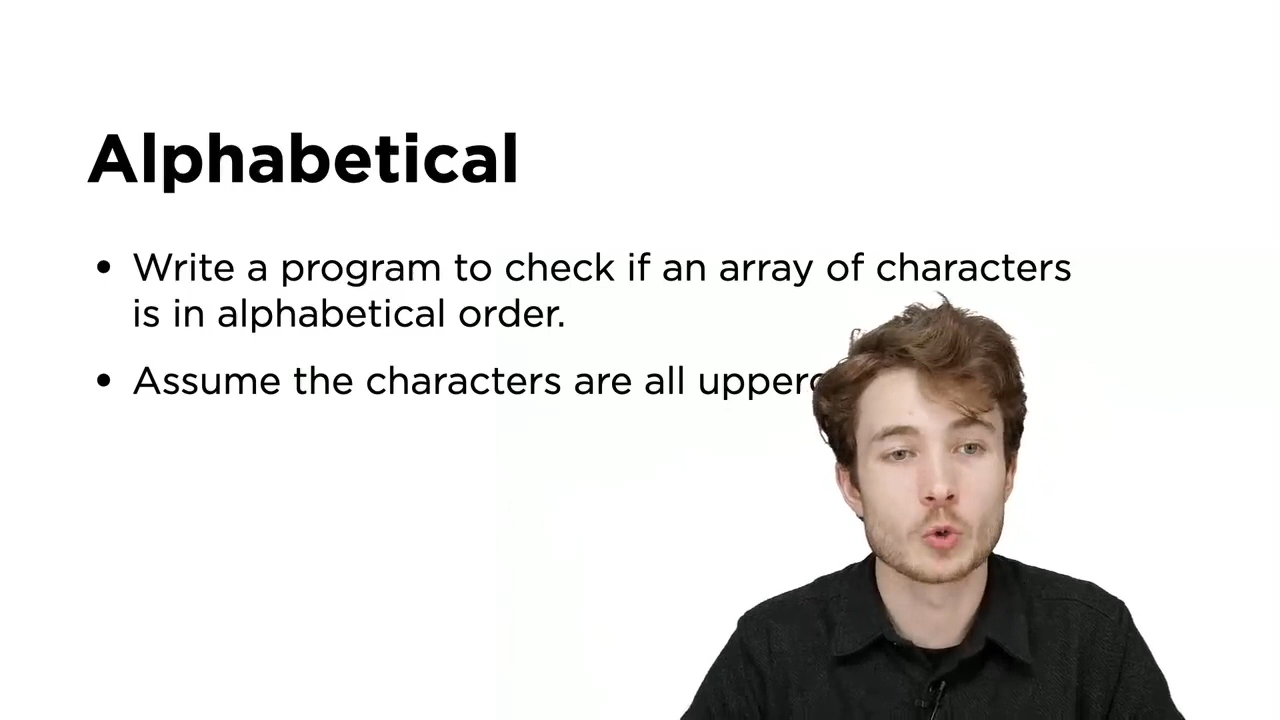 Alphabetical
• Write a program to check if an array of characters
is in alphabetical order.
• Assume the characters are all